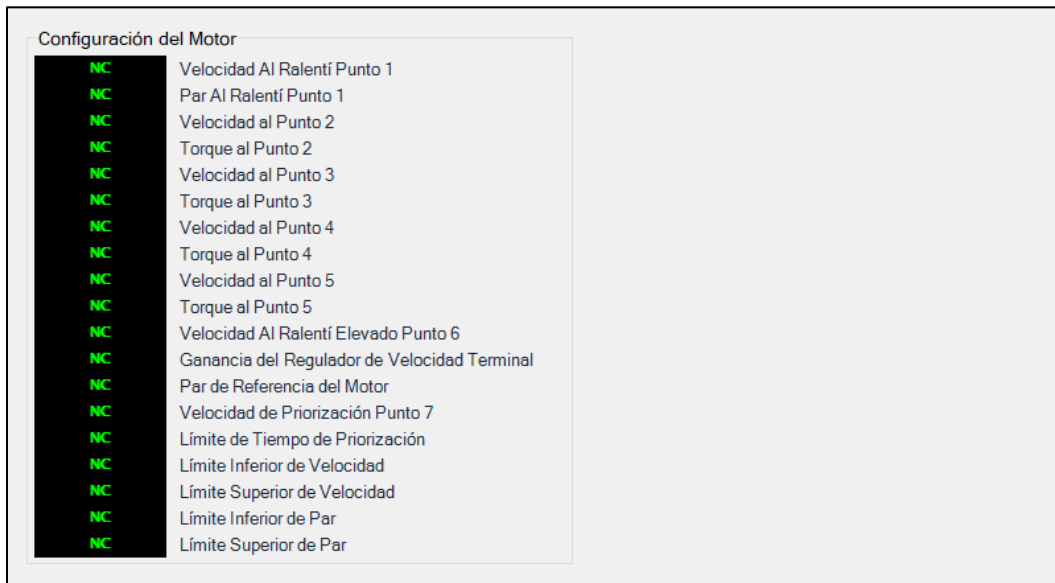 Configuración del Motor
NC Velocidad Al Ralentí Punto 1
NC Par Al Ralentí Punto 1
NC Velocidad al Punto 2
NC Torque al Punto 2
NC Velocidad al Punto 3
NC Torque al Punto 3
NC Velocidad al Punto 4
NC Torque al Punto 4
NC Velocidad al Punto 5
NC Torque al Punto 5
NC Velocidad Al Ralentí Elevado Punto 6
NC Ganancia del Regulador de Velocidad Terminal
NC Par de Referencia del Motor
NC Velocidad de Priorización Punto 7
NC Límite de Tiempo de Priorización
NC Límite Inferior de Velocidad
NC Límite Superior de Velocidad
NC Límite Inferior de Par
NC Límite Superior de Par